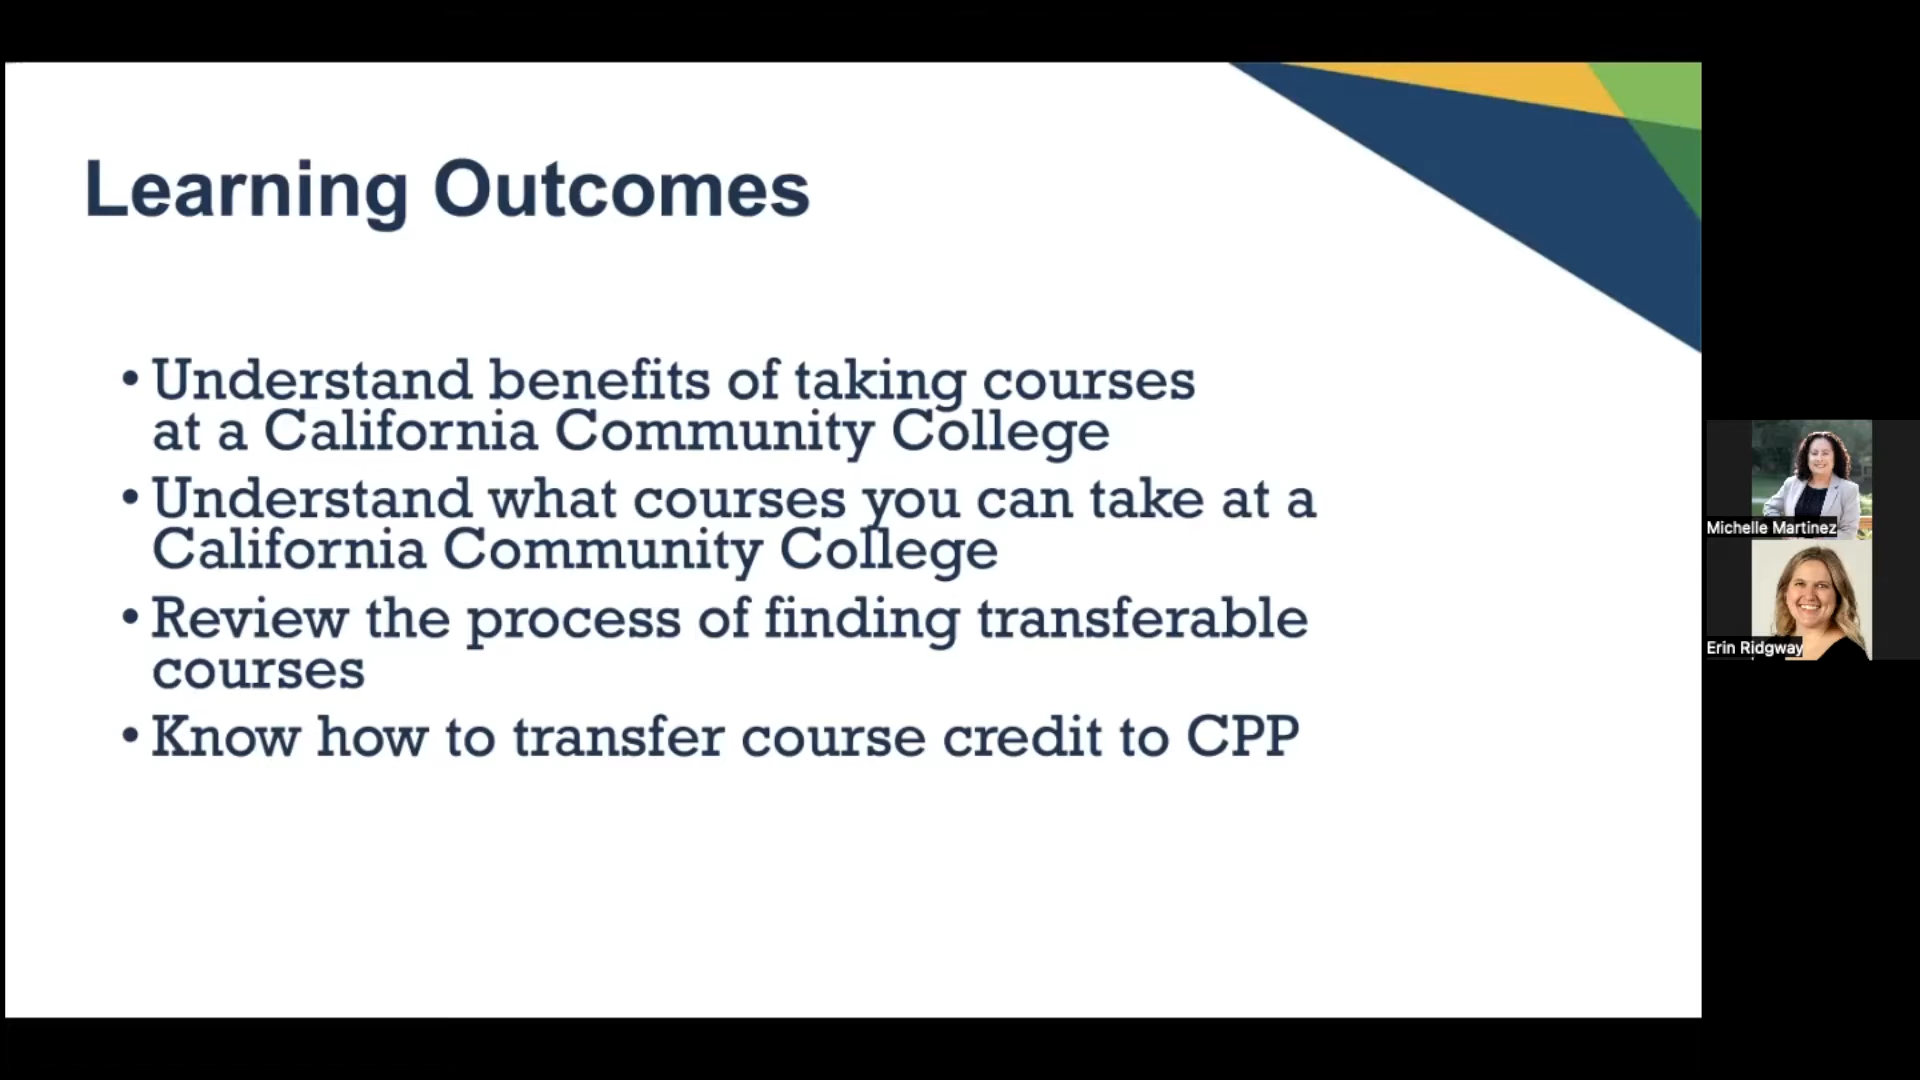 Learning Outcomes
• Understand benefits of taking courses
at a California Community College
• Understand what courses you can take at a
California Community College
• Review the process of finding transferable
courses
• Know how to transfer course credit to CPP
Michelle Martinez
Erin Ridgway